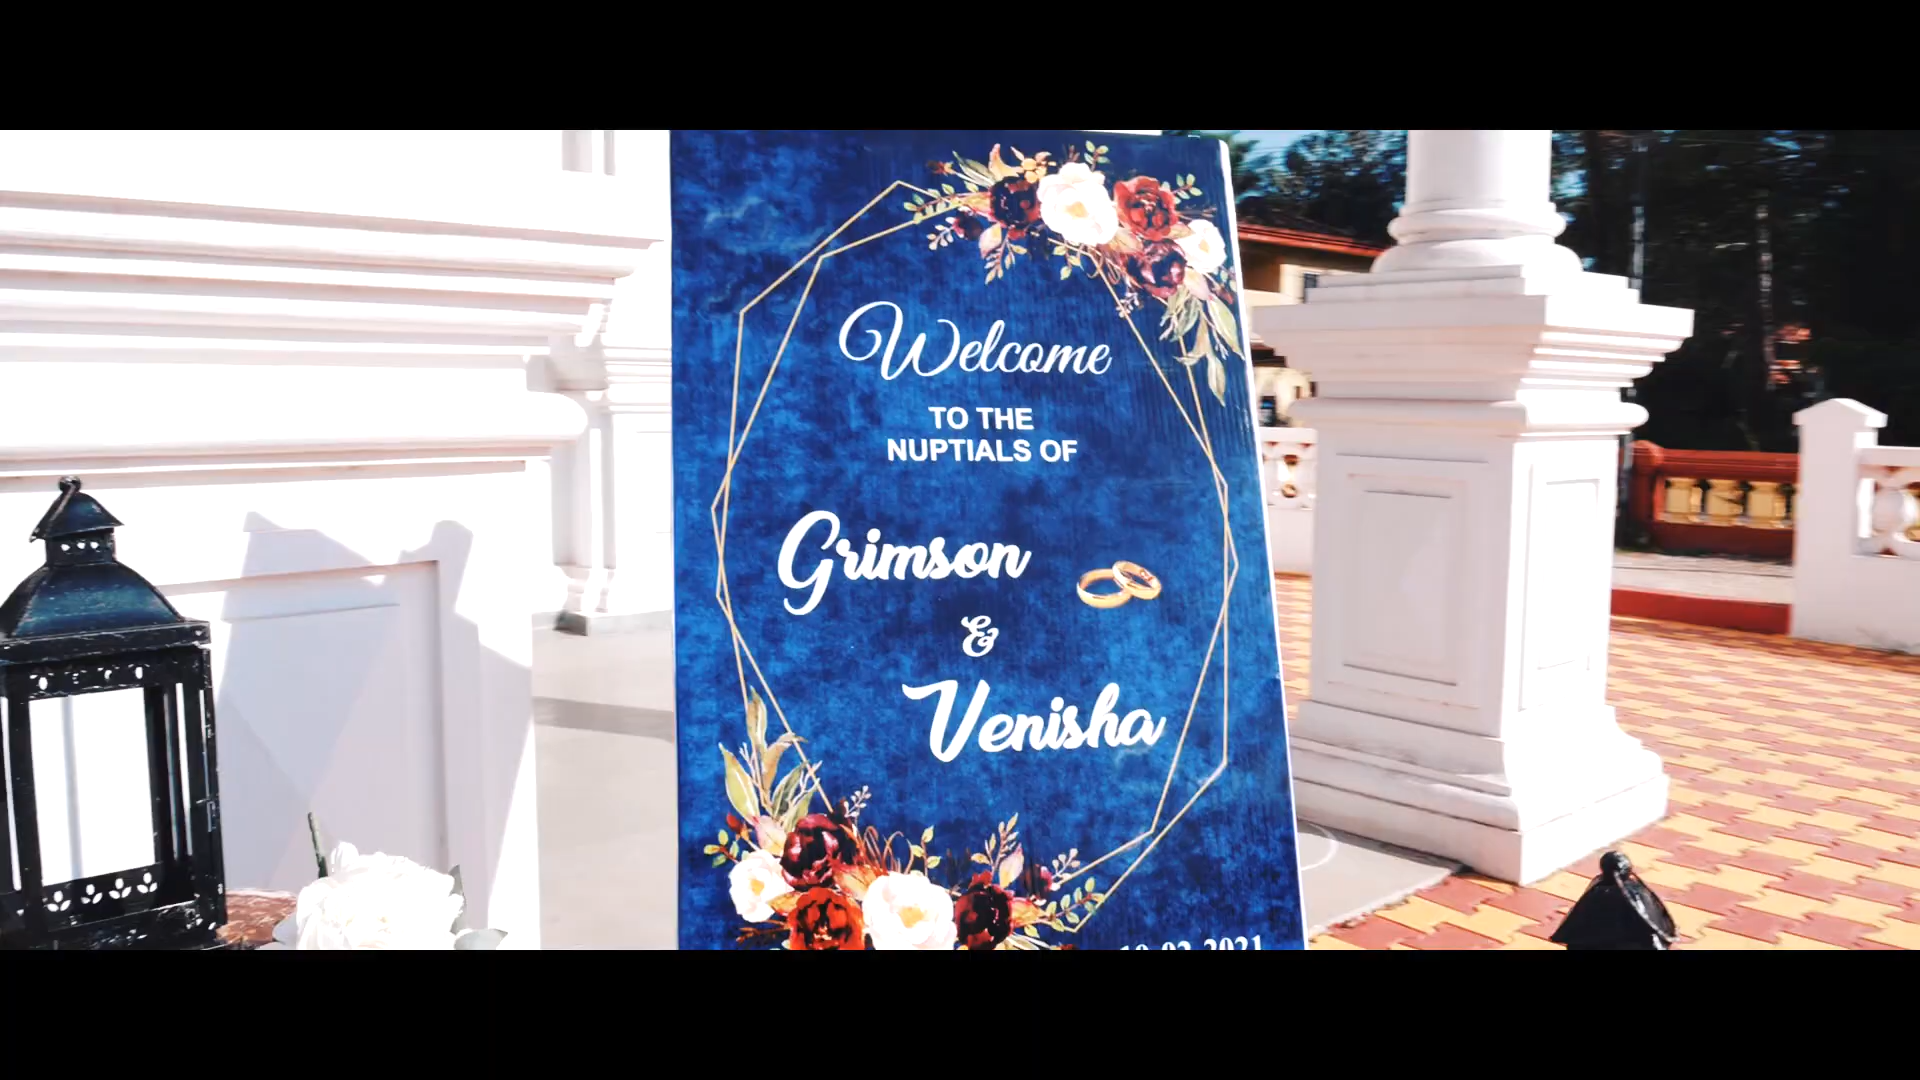 Welcome
TO THE
NUPTIALS OF
Grimson
&
Venisha